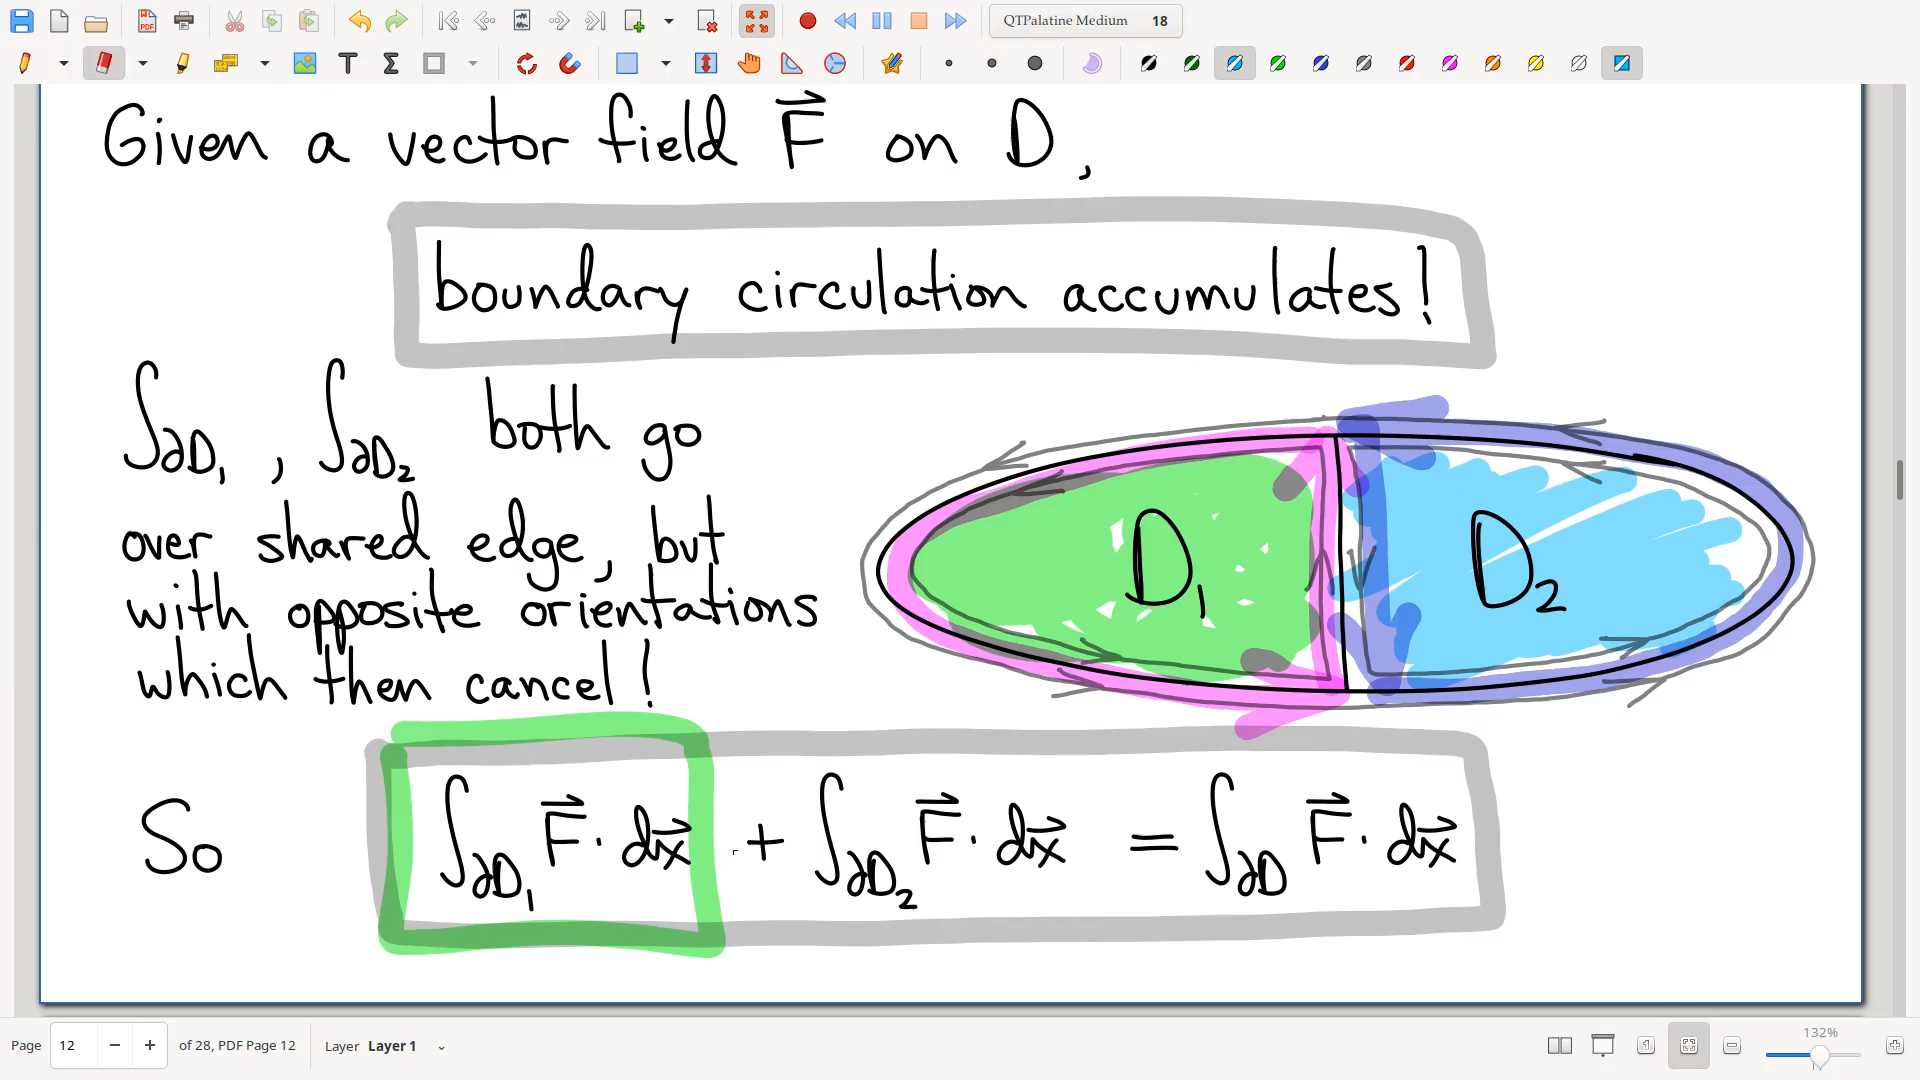 QTPalatine Medium 18
Given a vector field F⃗ on D,
boundary circulation accumulates!
∫∂D₁ , ∫∂D₂ both go
over shared edge, but
with opposite orientations
which then cancel!
D₁ D₂
So ∫∂D₁ F⃗ · dx⃗ + ∫∂D₂ F⃗ · dx⃗ = ∫∂D F⃗ · dx⃗
132%
Page 12 of 28, PDF Page 12 Layer Layer 1